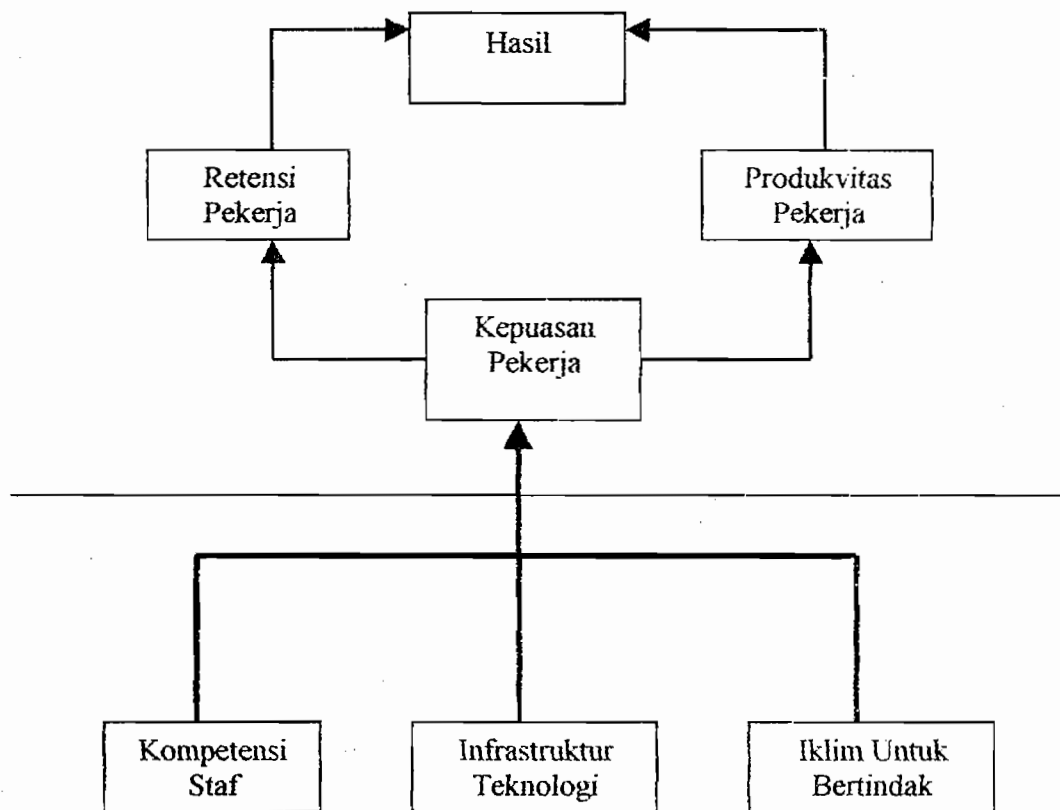 Hasil
Retensi
Pekerja
Produkvitas
Pekerja
Kepuasan
Pekerja
Kompetensi
Staf
Infrastruktur
Teknologi
Iklim Untuk
Bertindak